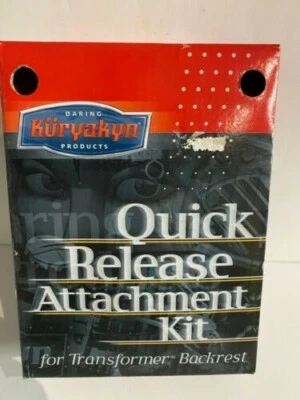 DARING
Küryakyn
PRODUCTS
Quick
Release
Attachment
Kit
for Transformer™ Backrest